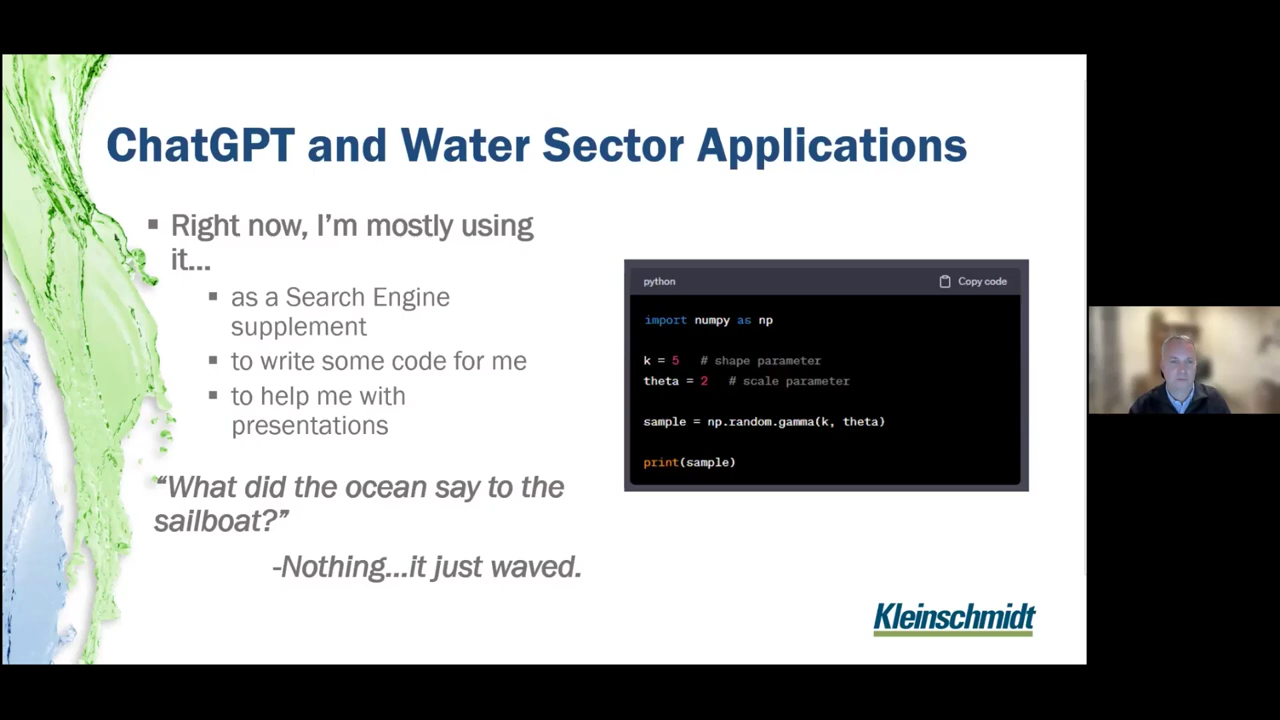 ChatGPT and Water Sector Applications
▪ Right now, I’m mostly using
it...
▪ as a Search Engine
supplement
▪ to write some code for me
▪ to help me with
presentations
“What did the ocean say to the
sailboat?”
-Nothing...it just waved.
python Copy code
import numpy as np
k = 5 # shape parameter
theta = 2 # scale parameter
sample = np.random.gamma(k, theta)
print(sample)
Kleinschmidt